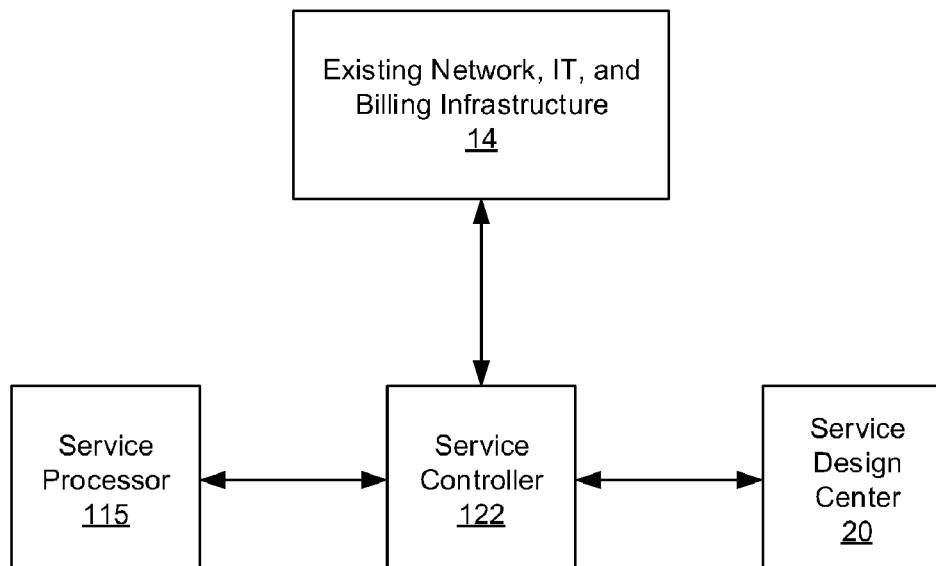 Existing Network, IT, and
Billing Infrastructure
14
Service
Processor
115
Service
Controller
122
Service
Design
Center
20